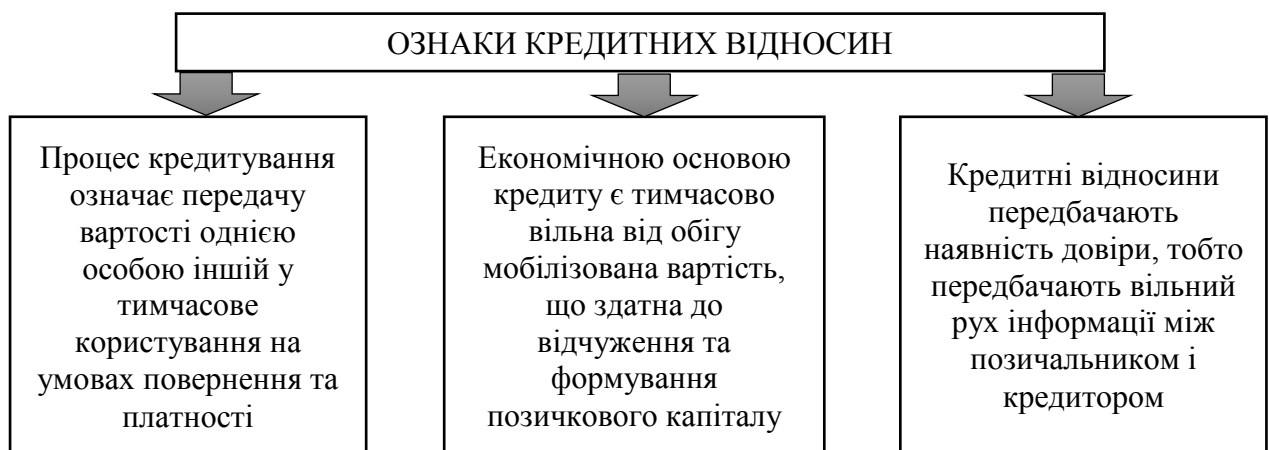 ОЗНАКИ КРЕДИТНИХ ВІДНОСИН
Процес кредитування
означає передачу
вартості однією
особою іншій у
тимчасове
користування на
умовах повернення та
платності
Економічною основою
кредиту є тимчасово
вільна від обігу
мобілізована вартість,
що здатна до
відчуження та
формування
позичкового капіталу
Кредитні відносини
передбачають
наявність довіри, тобто
передбачають вільний
рух інформації між
позичальником і
кредитором